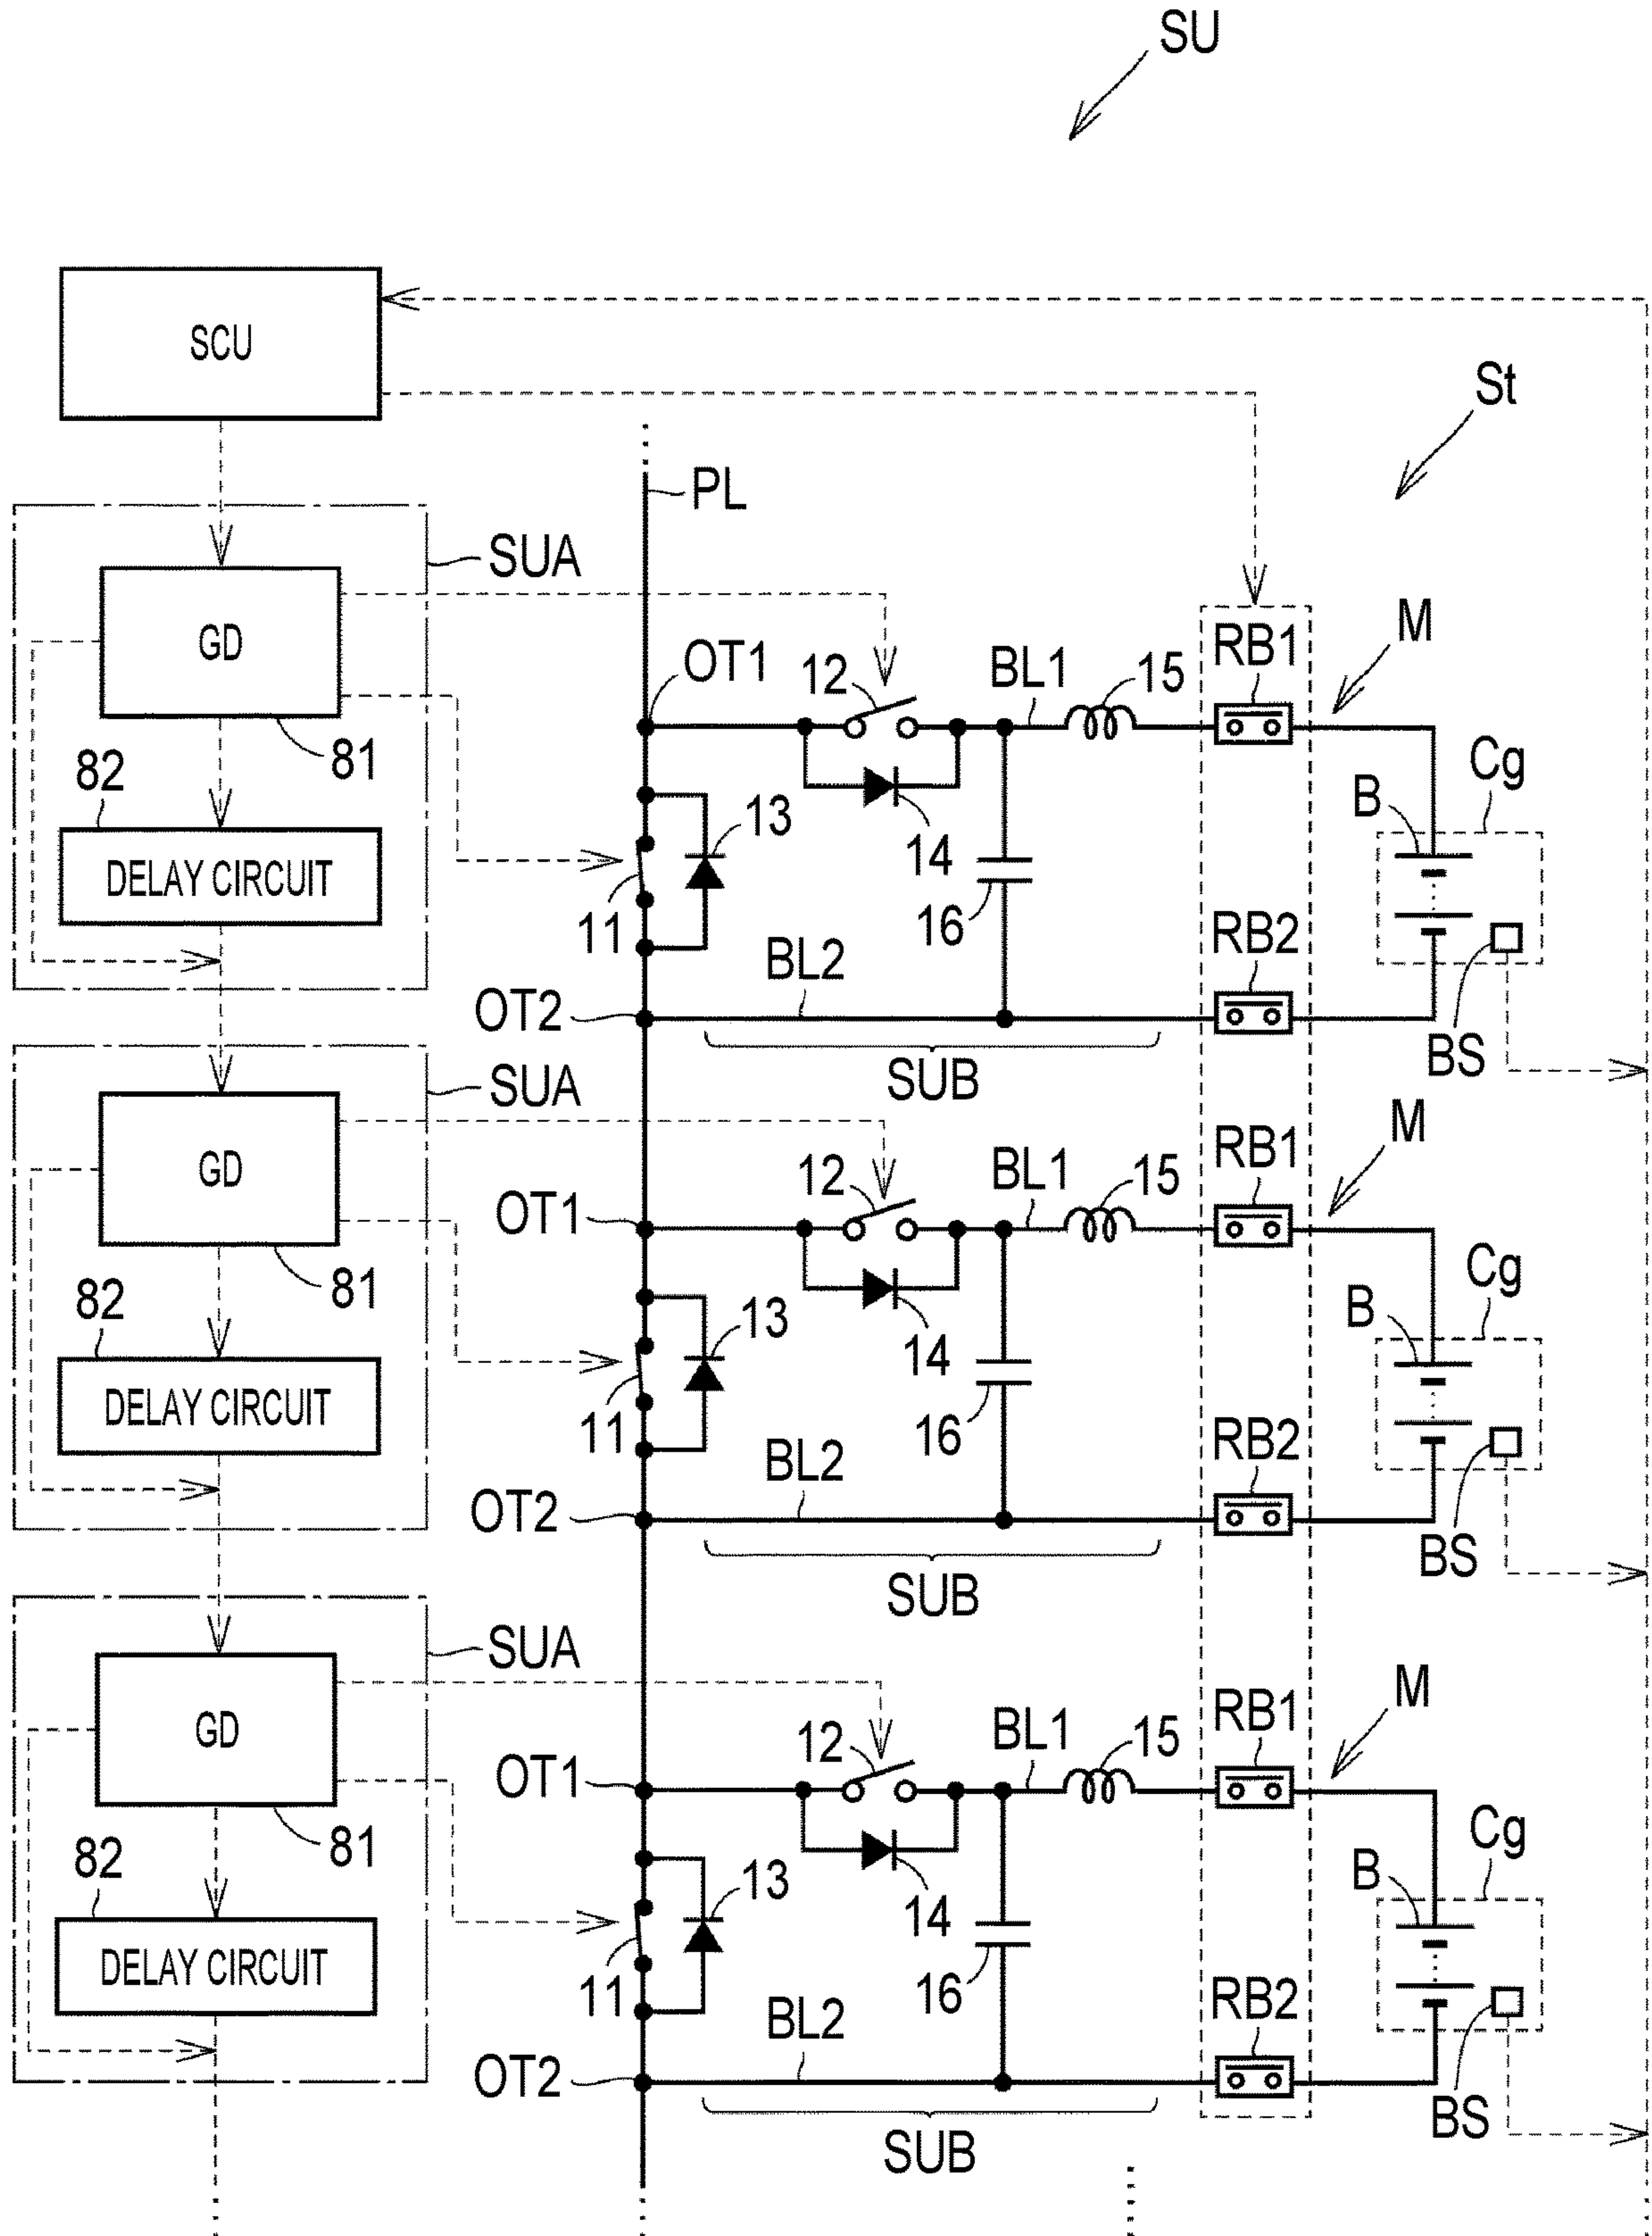 SU
SCU
St
PL
SUA
GD
81
82
DELAY CIRCUIT
OT1
12
BL1
15
RB1
M
14
13
11
16
B
Cg
BL2
RB2
OT2
BS
SUB
SUA
GD
81
82
DELAY CIRCUIT
OT1
12
BL1
15
RB1
M
14
13
11
16
B
Cg
BL2
RB2
OT2
BS
SUB
SUA
GD
81
82
DELAY CIRCUIT
OT1
12
BL1
15
RB1
M
14
13
11
16
B
Cg
BL2
RB2
OT2
BS
SUB